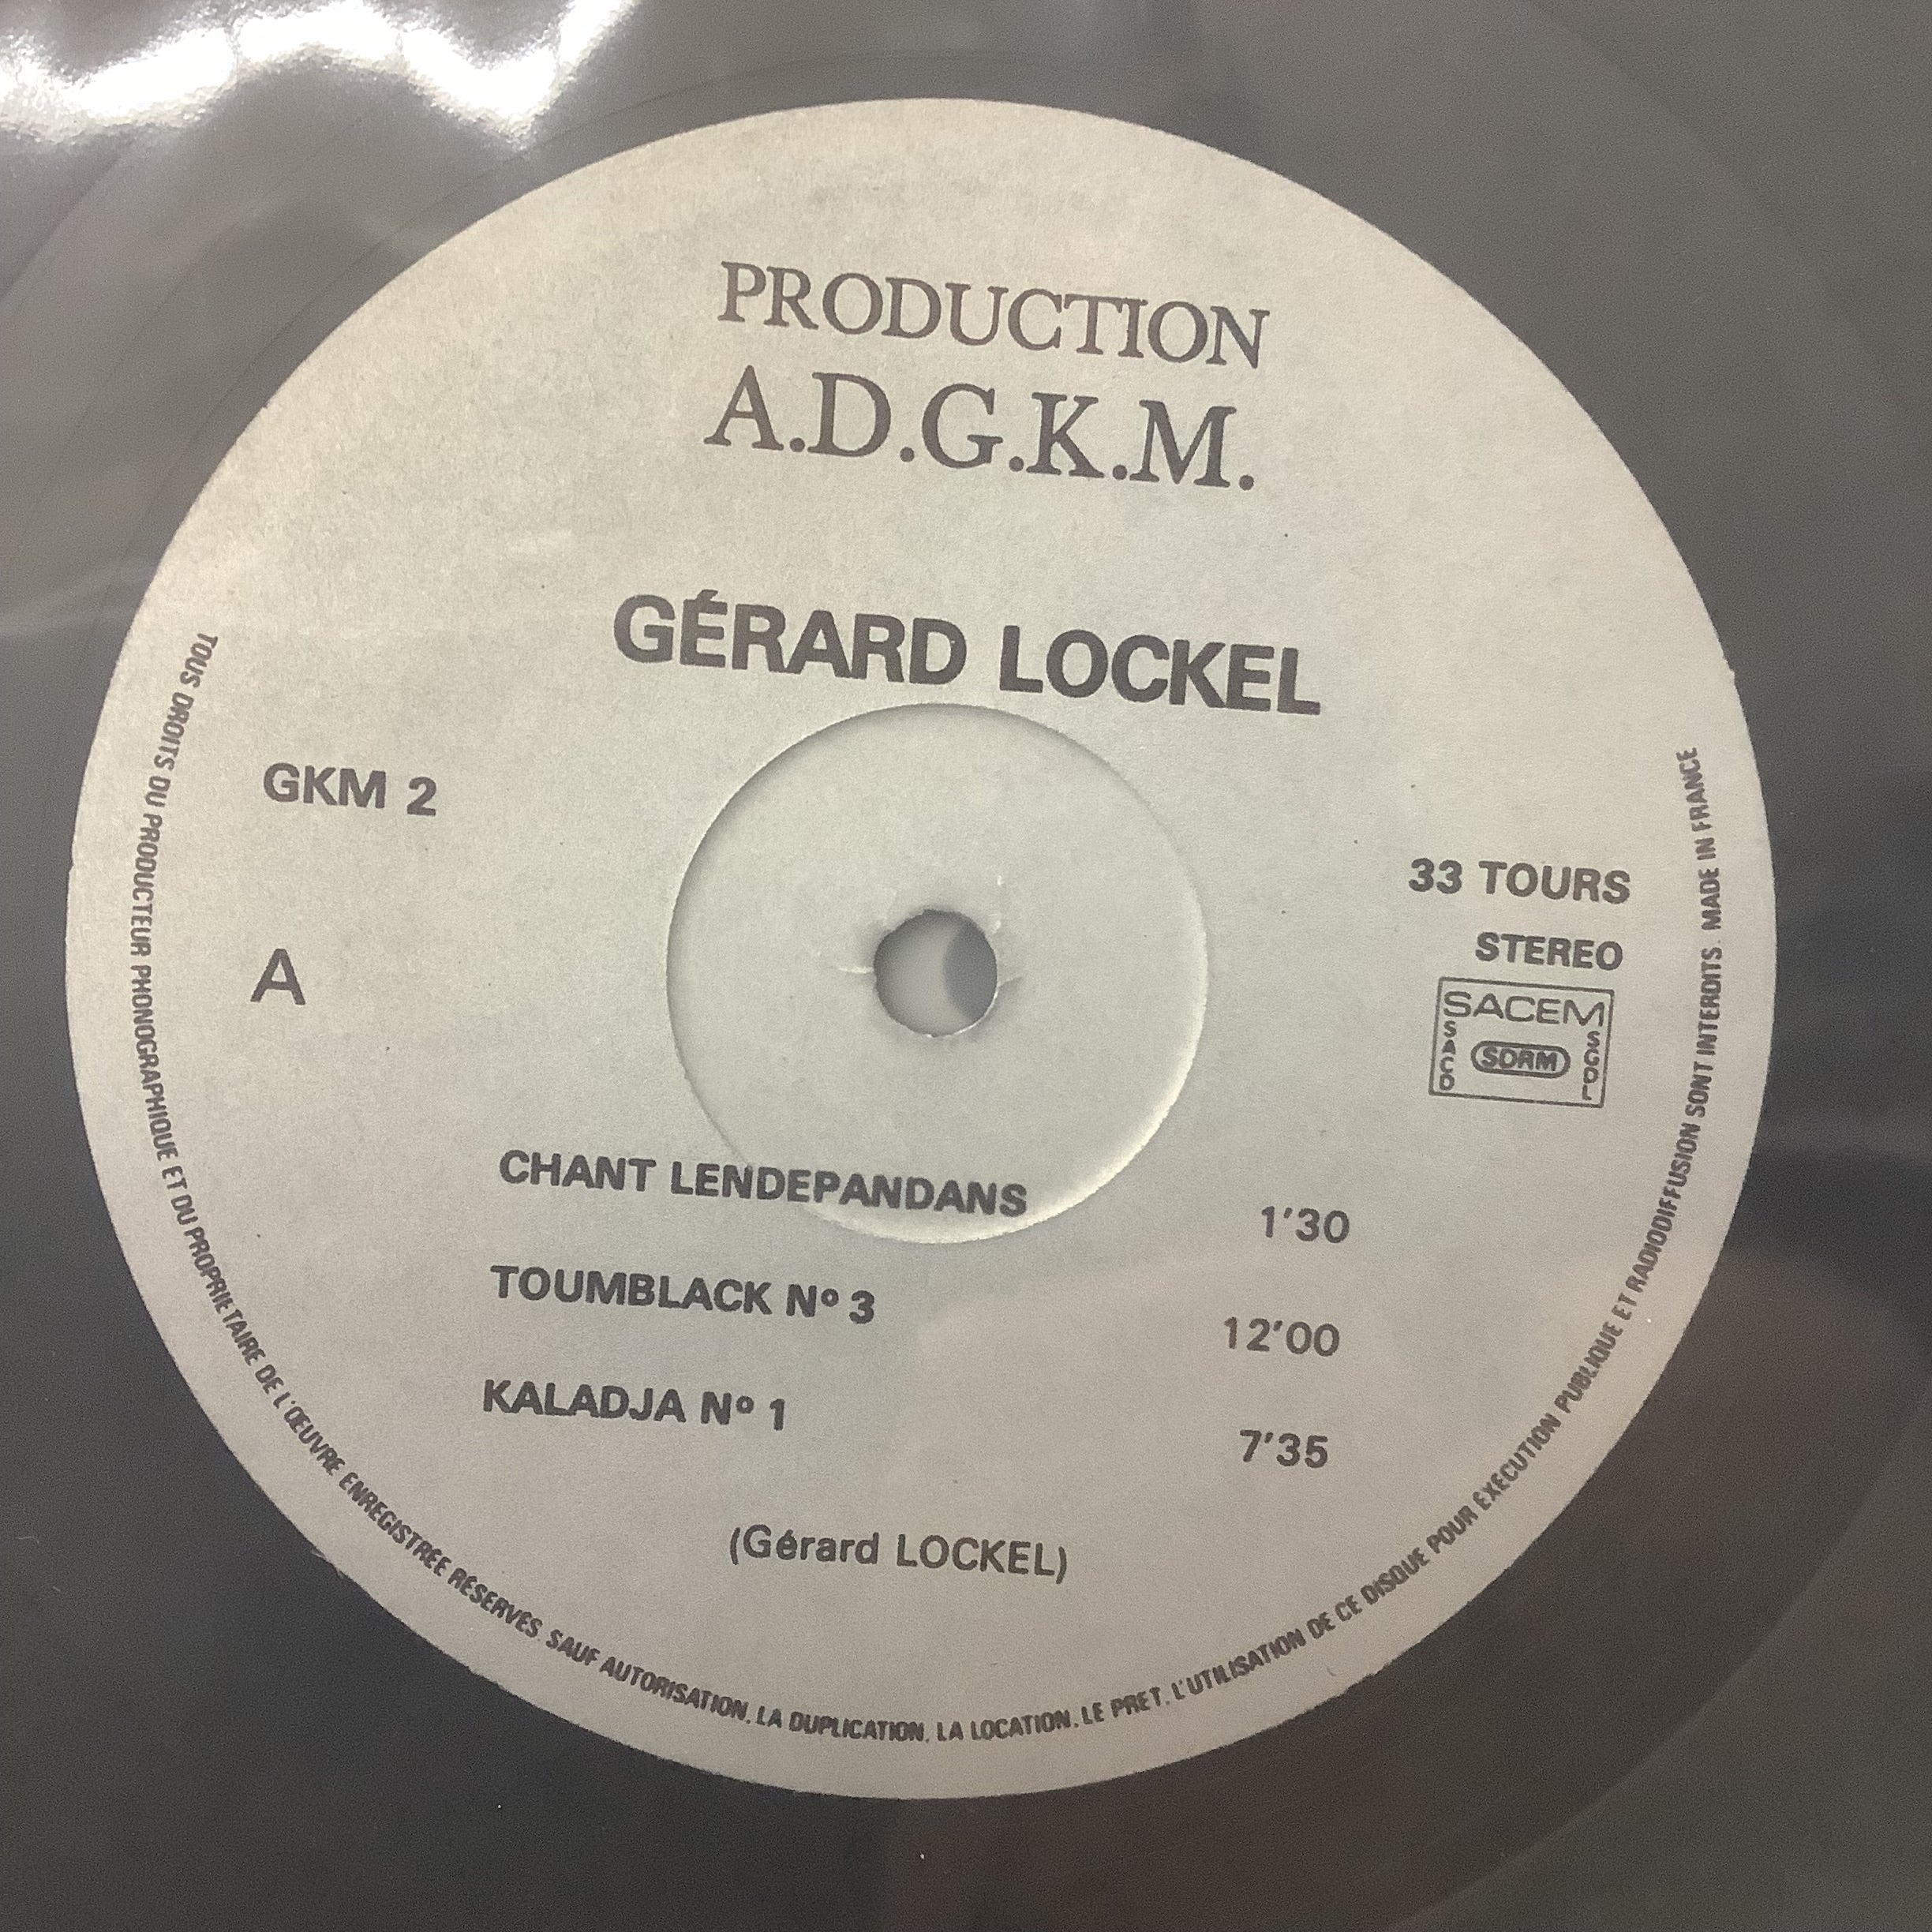 PRODUCTION
A.D.G.K.M.
GÉRARD LOCKEL
GKM 2
33 TOURS
A
STEREO
SACEM
SACD
SDRM
SGDL
CHANT LENDEPANDANS 1'30
TOUMBLACK Nº 3 12'00
KALADJA Nº 1 7'35
(Gérard LOCKEL)
TOUS DROITS DU PRODUCTEUR PHONOGRAPHIQUE ET DU PROPRIETAIRE DE L'ŒUVRE ENREGISTRÉE RÉSERVÉS. SAUF AUTORISATION, LA DUPLICATION, LA LOCATION, LE PRET, L'UTILISATION DE CE DISQUE POUR EXÉCUTION PUBLIQUE ET RADIODIFFUSION SONT INTERDITS. MADE IN FRANCE